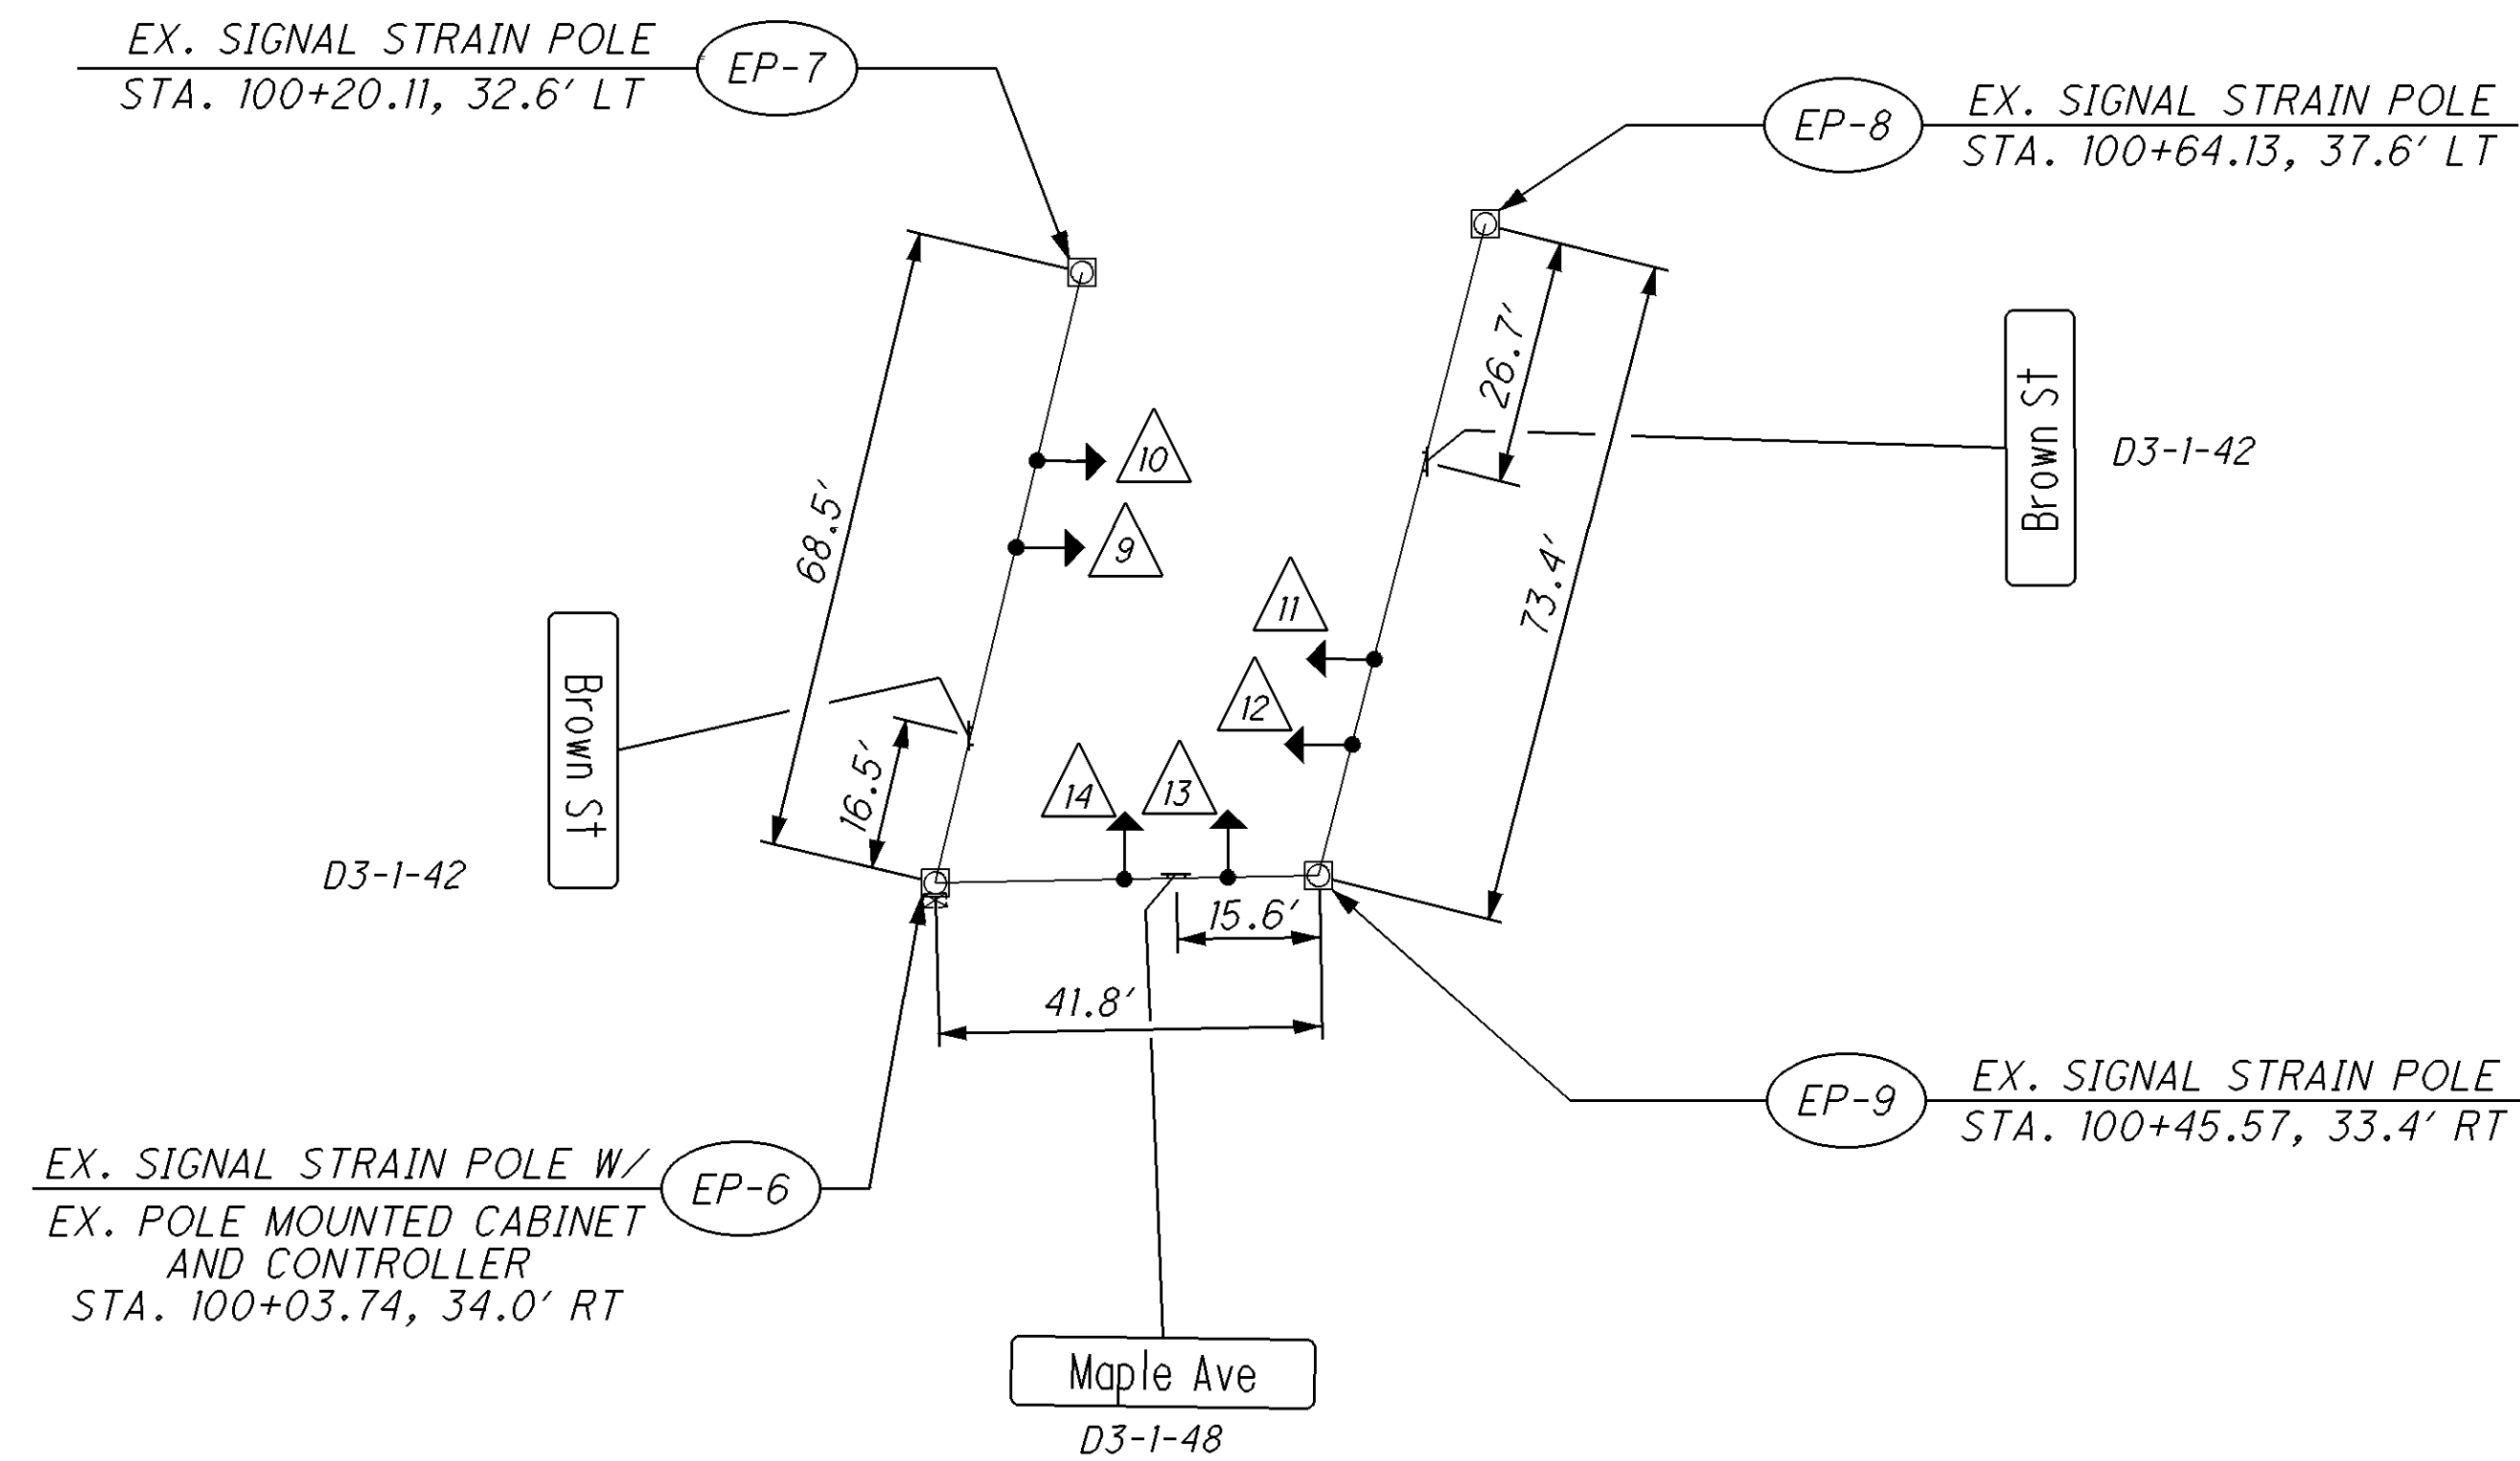 EX. SIGNAL STRAIN POLE
EP-7
STA. 100+20.11, 32.6' LT
EX. SIGNAL STRAIN POLE
EP-8
STA. 100+64.13, 37.6' LT
26.7'
Brown St
D3-1-42
10
68.5'
9
73.4'
11
12
Brown St
16.5'
14
13
D3-1-42
15.6'
41.8'
EX. SIGNAL STRAIN POLE
EP-9
STA. 100+45.57, 33.4' RT
EX. SIGNAL STRAIN POLE W/
EP-6
EX. POLE MOUNTED CABINET
AND CONTROLLER
STA. 100+03.74, 34.0' RT
Maple Ave
D3-1-48